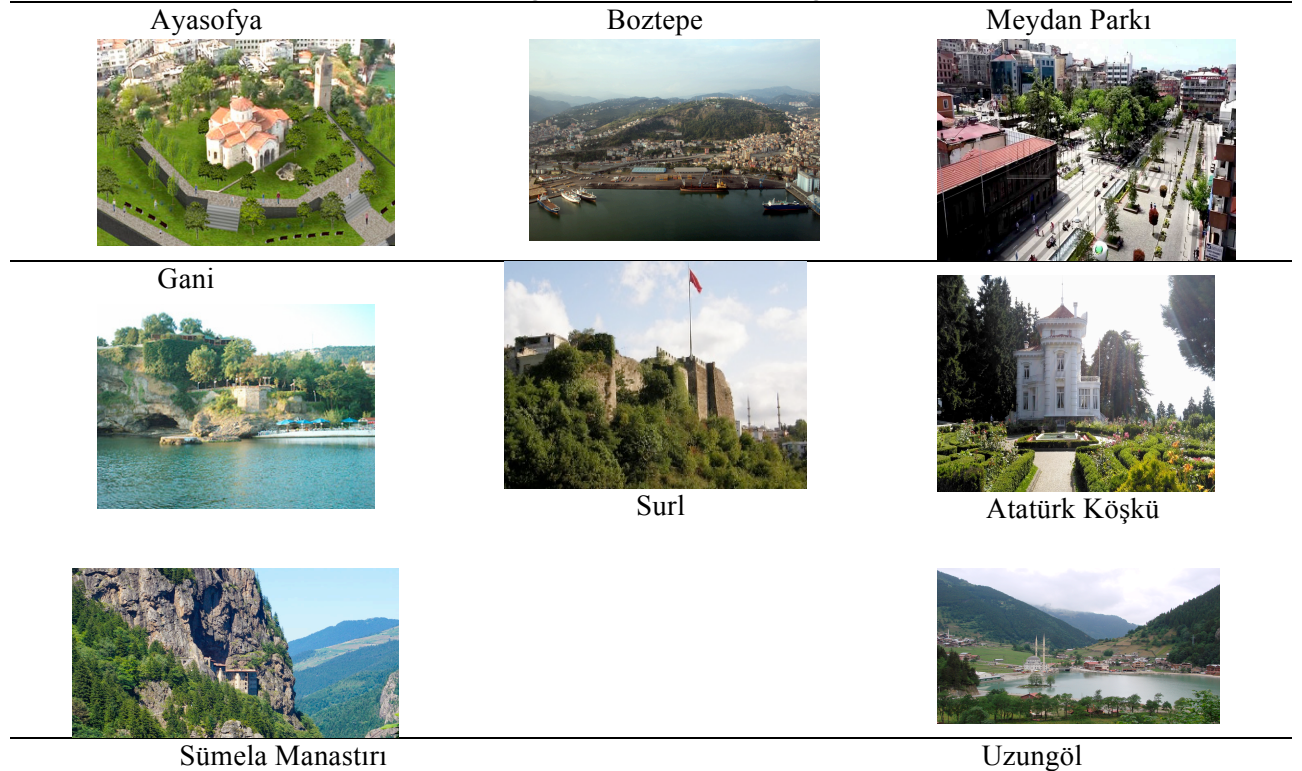 Ayasofya
Boztepe
Meydan Parkı
Gani
Surl
Atatürk Köşkü
Sümela Manastırı
Uzungöl